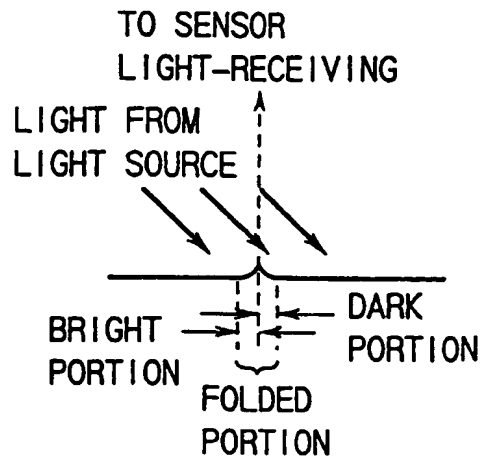 TO SENSOR
LIGHT-RECEIVING
LIGHT FROM
LIGHT SOURCE
BRIGHT
PORTION
DARK
PORTION
FOLDED
PORTION